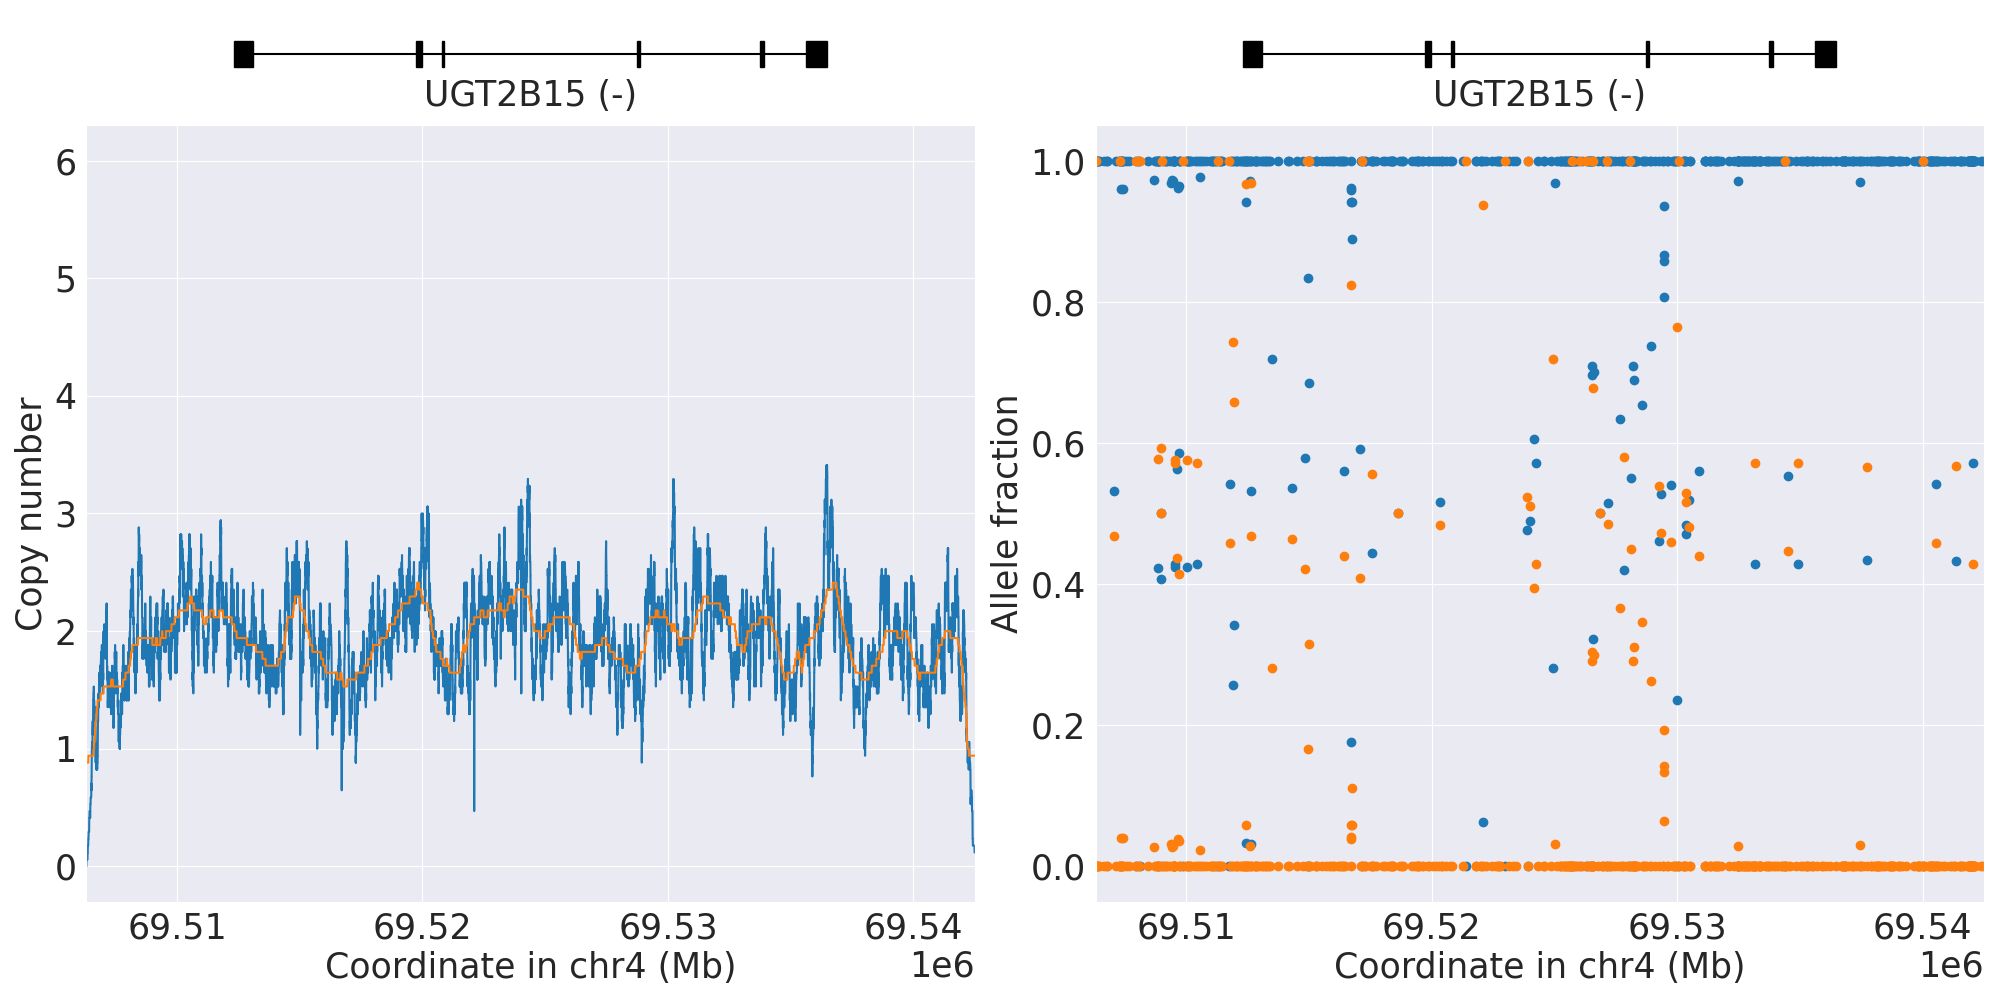 UGT2B15 (-)
UGT2B15 (-)
6
5
4
3
2
1
0
Copy number
69.51 69.52 69.53 69.54
Coordinate in chr4 (Mb)
1e6
1.0
0.8
0.6
0.4
0.2
0.0
Allele fraction
69.51 69.52 69.53 69.54
Coordinate in chr4 (Mb)
1e6